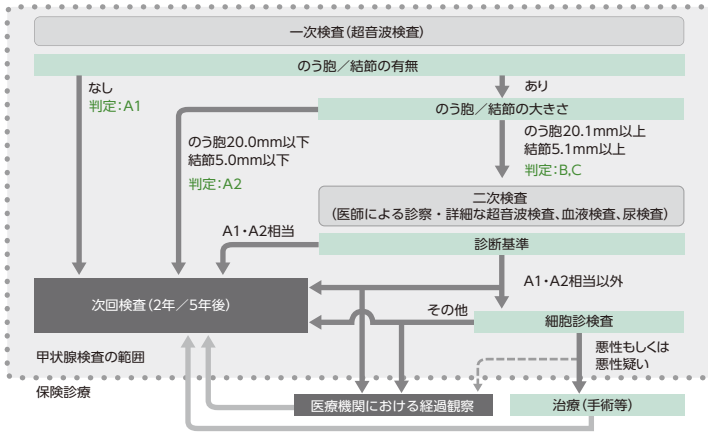 一次検査(超音波検査)
のう胞／結節の有無
なし
判定：A1
あり
のう胞／結節の大きさ
のう胞20.0mm以下
結節5.0mm以下
判定：A2
のう胞20.1mm以上
結節5.1mm以上
判定：B,C
二次検査
(医師による診察・詳細な超音波検査、血液検査、尿検査)
A1・A2相当
診断基準
A1・A2相当以外
次回検査(2年／5年後)
その他
細胞診検査
悪性もしくは
悪性疑い
甲状腺検査の範囲
保険診療
医療機関における経過観察
治療(手術等)